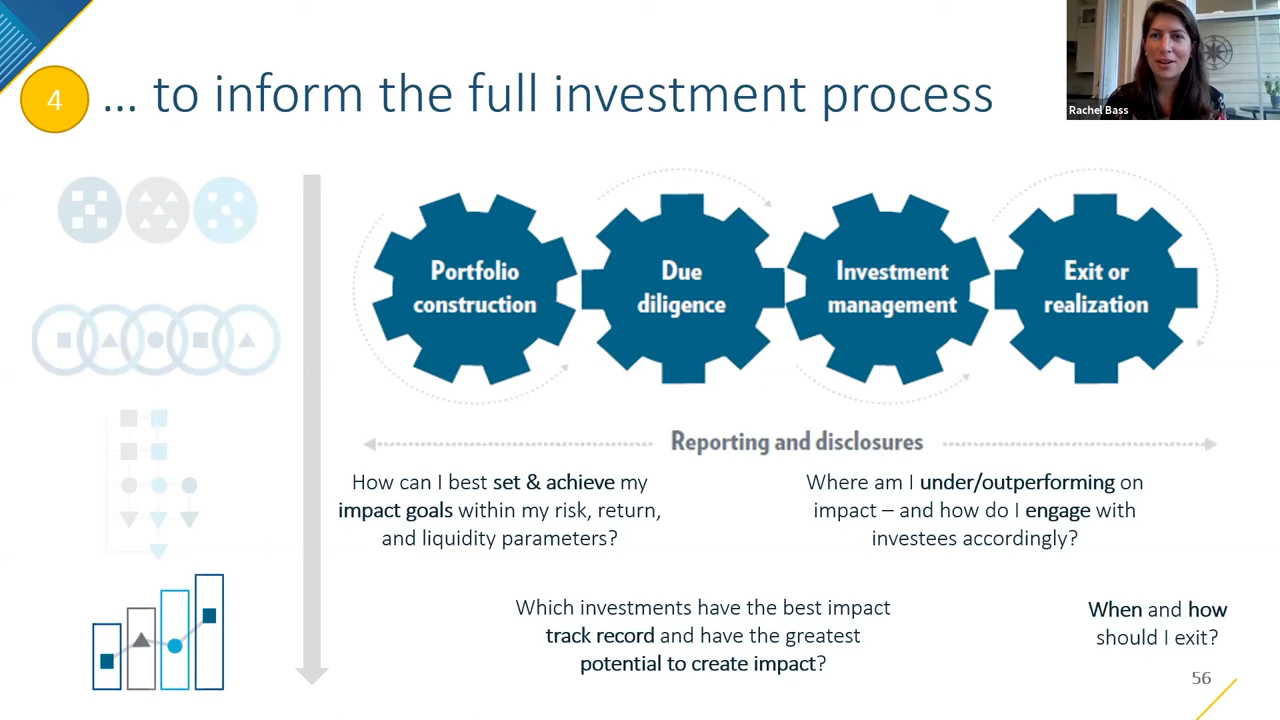 4
... to inform the full investment process
Rachel Bass
Portfolio
construction
Due
diligence
Investment
management
Exit or
realization
Reporting and disclosures
How can I best set & achieve my
impact goals within my risk, return,
and liquidity parameters?
Where am I under/outperforming on
impact – and how do I engage with
investees accordingly?
Which investments have the best impact
track record and have the greatest
potential to create impact?
When and how
should I exit?
56